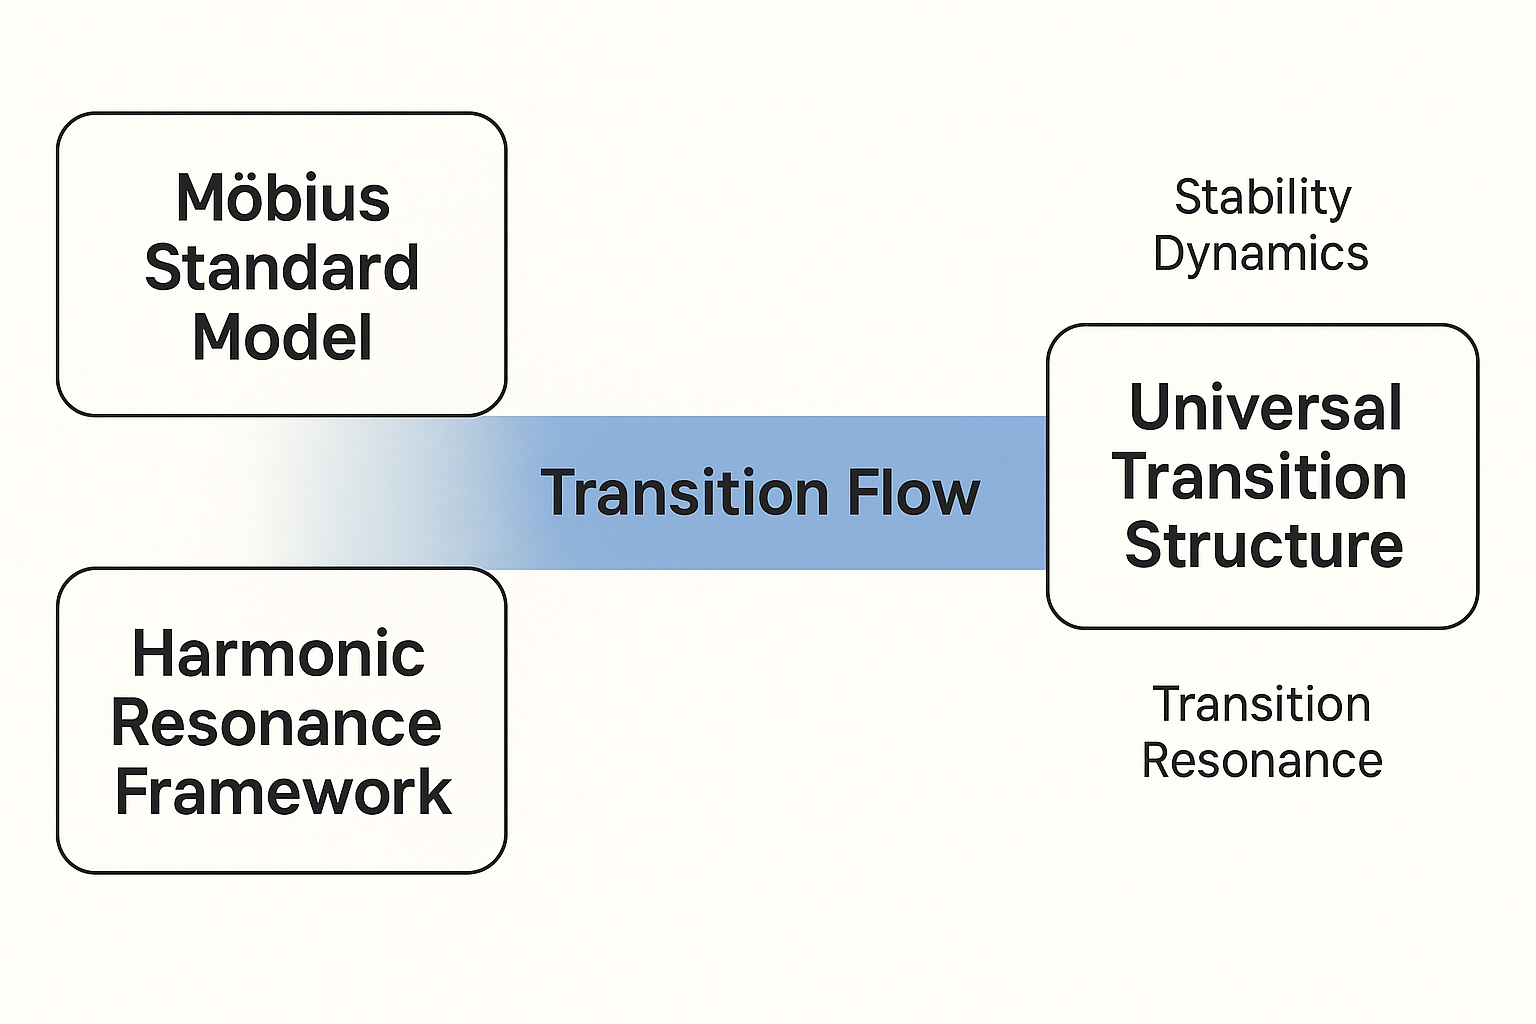 Möbius
Standard
Model
Harmonic
Resonance
Framework
Transition Flow
Stability
Dynamics
Universal
Transition
Structure
Transition
Resonance